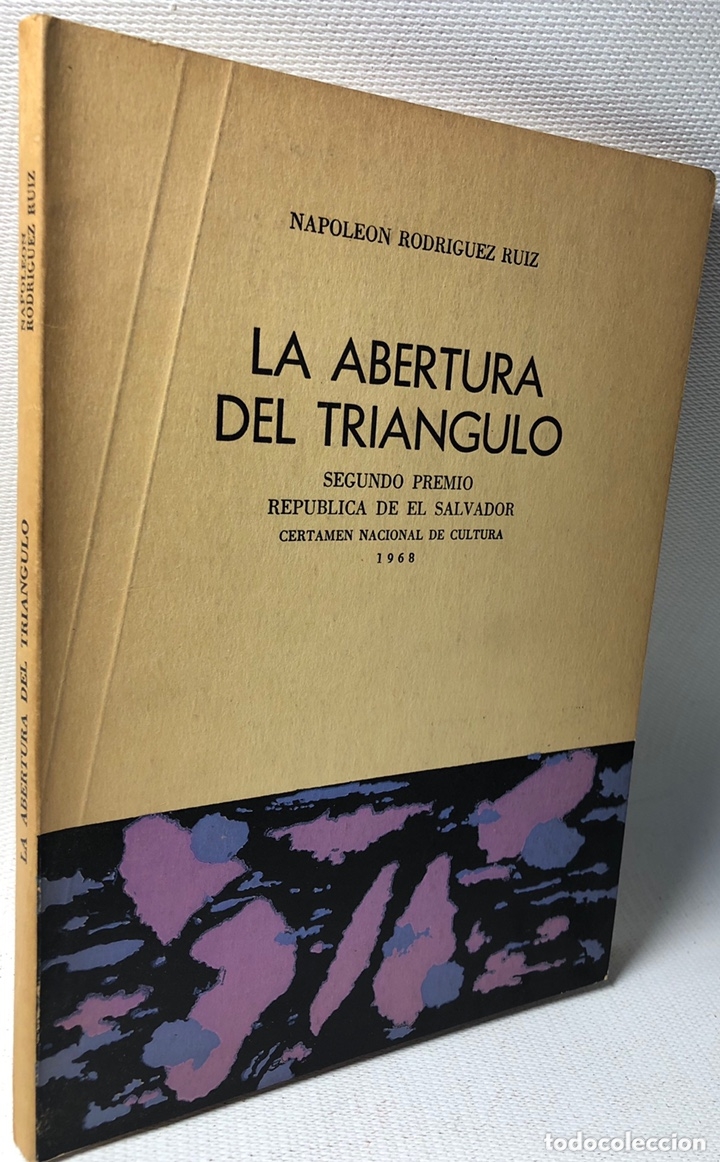 NAPOLEON RODRIGUEZ RUIZ
LA ABERTURA
DEL TRIANGULO
SEGUNDO PREMIO
REPUBLICA DE EL SALVADOR
CERTAMEN NACIONAL DE CULTURA
1968
NAPOLEON
RODRIGUEZ RUIZ
LA ABERTURA DEL TRIANGULO
todocoleccion